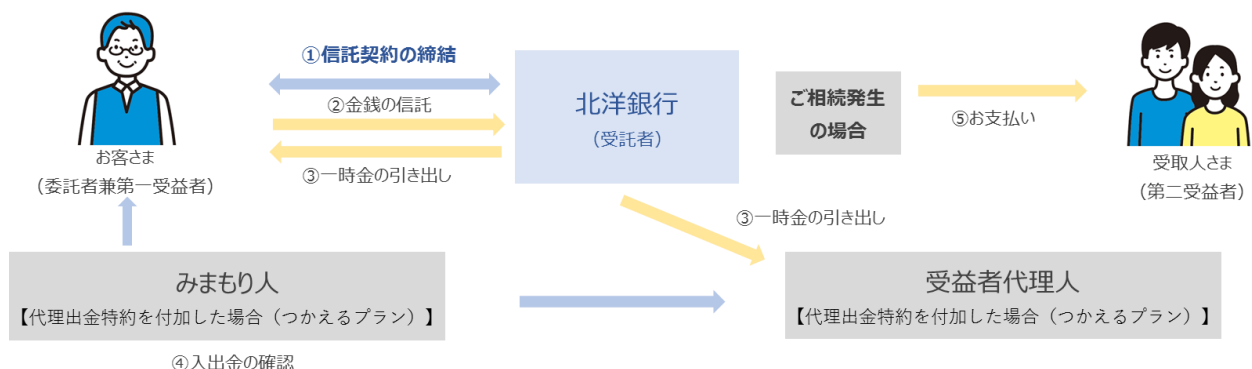 ①信託契約の締結
②金銭の信託
③一時金の引き出し
お客さま
（委託者兼第一受益者）
北洋銀行
（受託者）
ご相続発生
の場合
⑤お支払い
受取人さま
（第二受益者）
③一時金の引き出し
みまもり人
【代理出金特約を付加した場合（つかえるプラン）】
④入出金の確認
受益者代理人
【代理出金特約を付加した場合（つかえるプラン）】